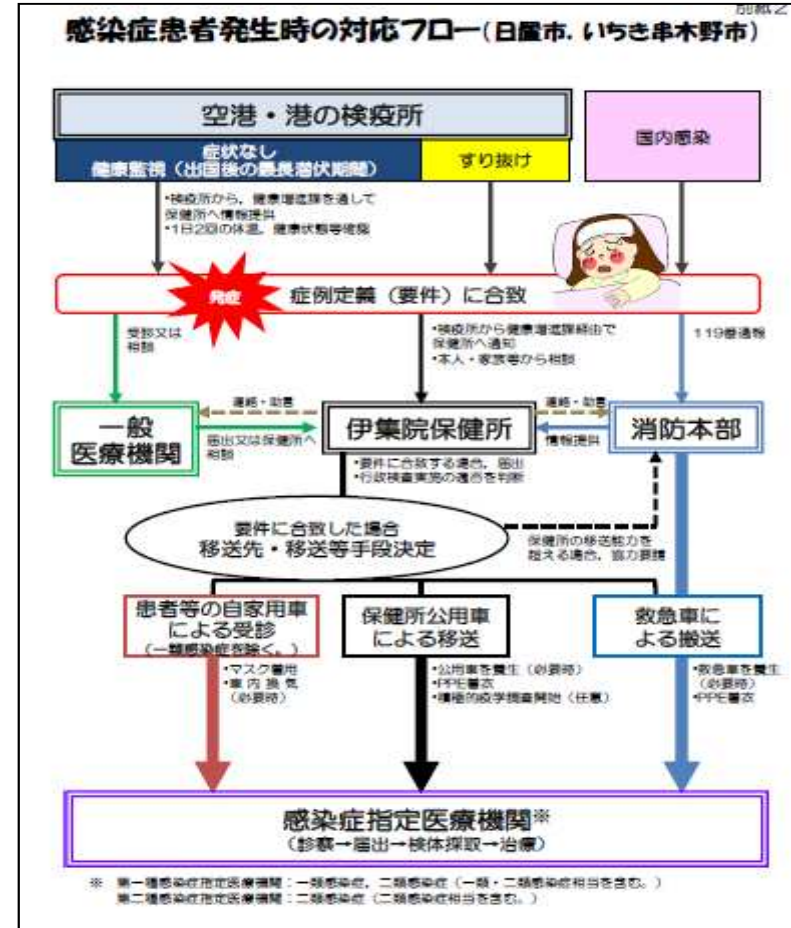 別紙2
感染症患者発生時の対応フロー（日置市，いちき串木野市）
空港・港の検疫所
症状なし
健康監視（出国後の最長潜伏期間）
すり抜け
国内感染
•検疫所から，健康増進課を通して
保健所へ情報提供
•1日2回の体温，健康状態等確認
発症
症例定義（要件）に合致
受診又は
相談
•検疫所から健康増進課経由で
保健所へ通知
•本人・家族等から相談
119番通報
連絡・助言
連絡・助言
一般
医療機関
伊集院保健所
消防本部
届出又は保健所へ
相談
情報提供
•要件に合致する場合，届出
•行政検査実施の適否を判断
要件に合致した場合
移送先・移送等手段決定
保健所の移送能力を
超える場合，協力要請
患者等の自家用車
による受診
（一類感染症を除く。）
保健所公用車
による移送
救急車に
よる搬送
•マスク着用
•車内換気
（必要時）
•公用車を養生（必要時）
•PPE着衣
•積極的疫学調査開始（任意）
•救急車を養生
（必要時）
•PPE着衣
感染症指定医療機関※
（診察→届出→検体採取→治療）
※　第一種感染症指定医療機関：一類感染症，二類感染症（一類・二類感染症相当を含む。）
第二種感染症指定医療機関：二類感染症（二類感染症相当を含む。）